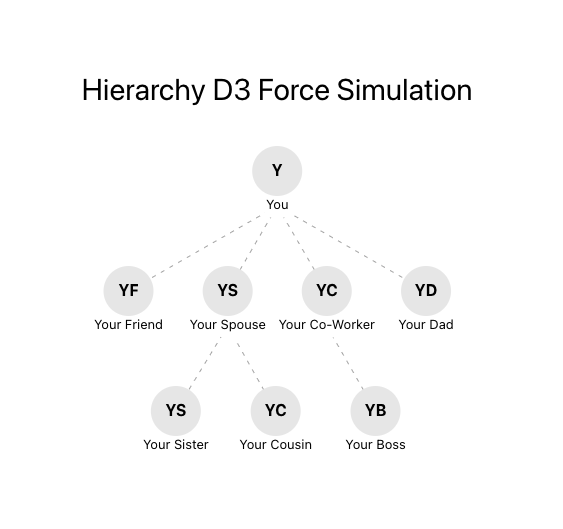 Hierarchy D3 Force Simulation
Y
You
YF
YS
YC
YD
Your Friend
Your Spouse
Your Co-Worker
Your Dad
YS
YC
YB
Your Sister
Your Cousin
Your Boss